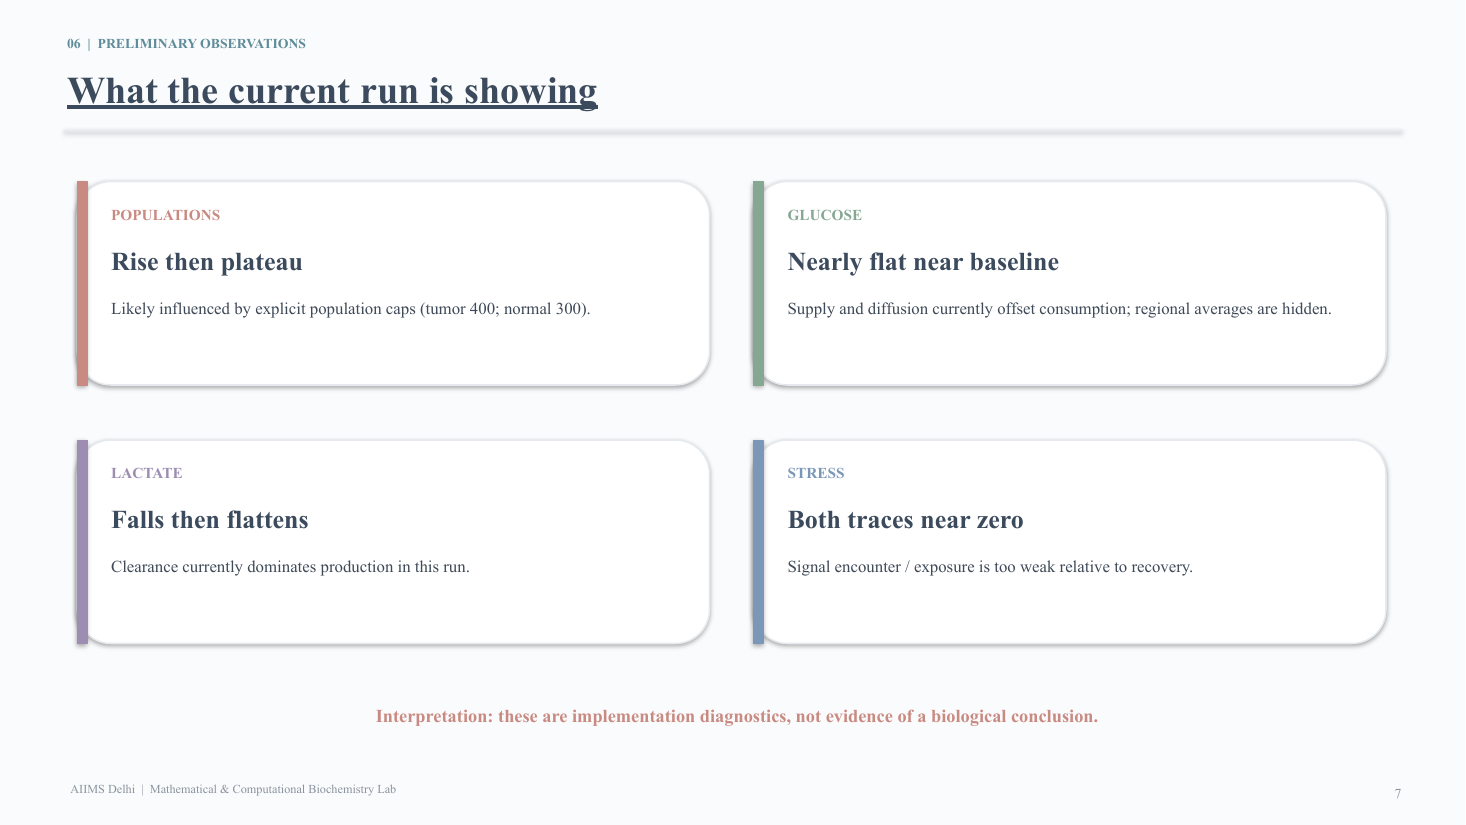 06 | PRELIMINARY OBSERVATIONS
What the current run is showing
POPULATIONS
Rise then plateau
Likely influenced by explicit population caps (tumor 400; normal 300).
GLUCOSE
Nearly flat near baseline
Supply and diffusion currently offset consumption; regional averages are hidden.
LACTATE
Falls then flattens
Clearance currently dominates production in this run.
STRESS
Both traces near zero
Signal encounter / exposure is too weak relative to recovery.
Interpretation: these are implementation diagnostics, not evidence of a biological conclusion.
AIIMS Delhi | Mathematical & Computational Biochemistry Lab
7